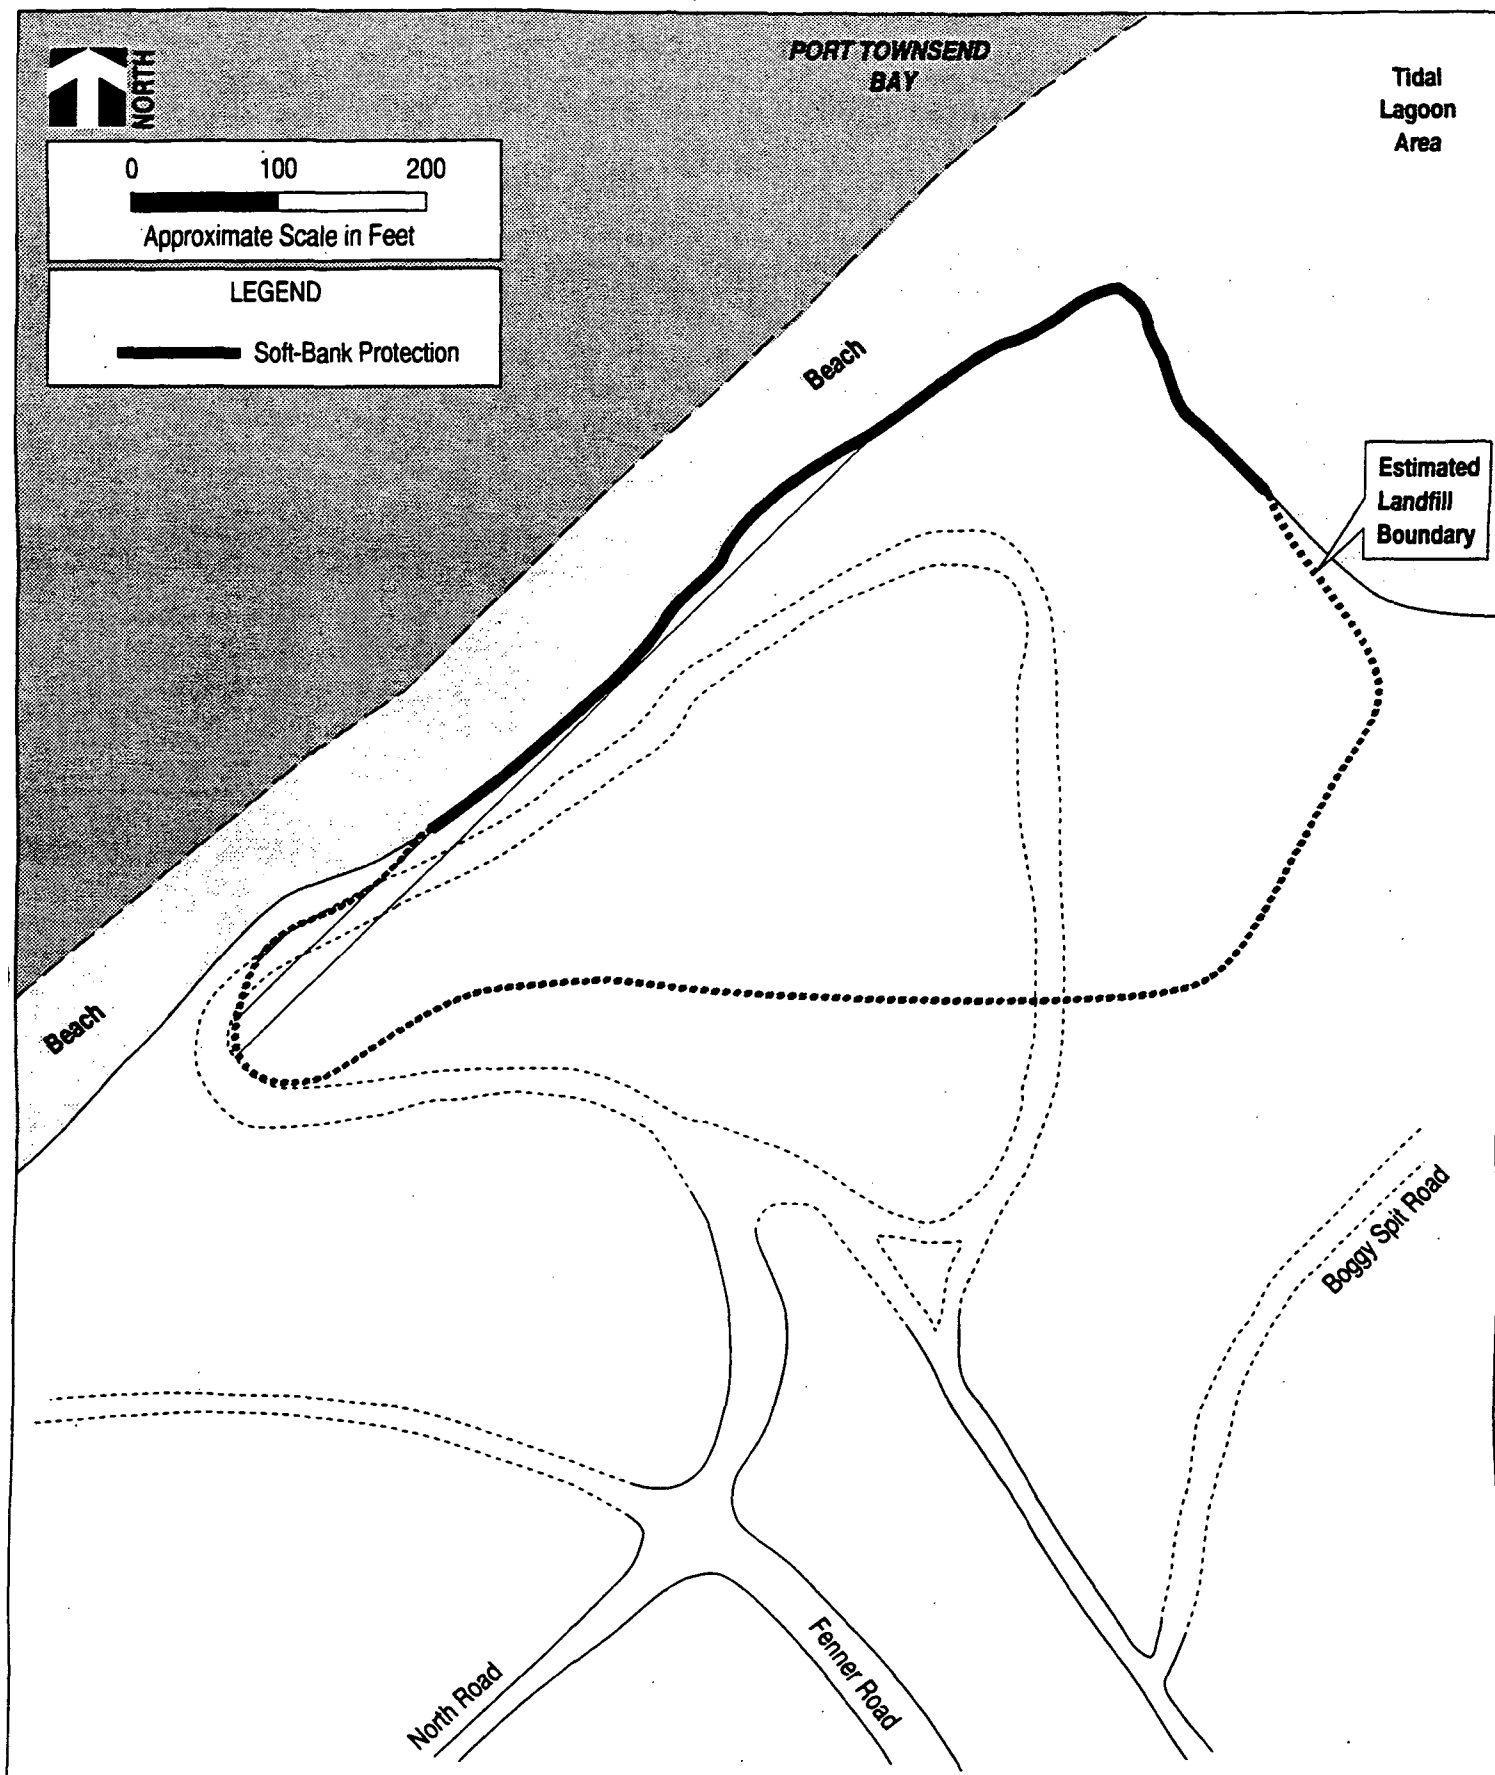 PORT TOWNSEND
BAY
Tidal
Lagoon
Area
NORTH
0 100 200
Approximate Scale in Feet
LEGEND
Soft-Bank Protection
Beach
Estimated
Landfill
Boundary
Beach
Boggy Spit Road
North Road
Fenner Road